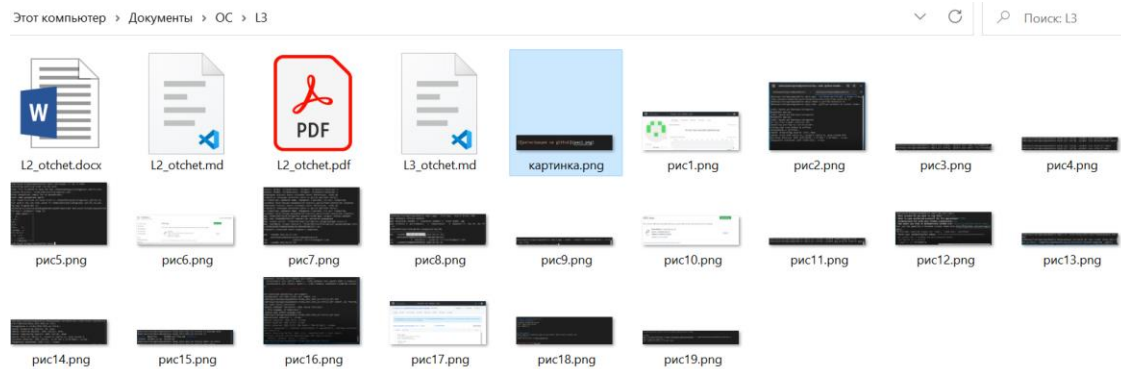 Этот компьютер > Документы > ОС > L3
Поиск: L3
W
PDF
L2_otchet.docx L2_otchet.md L2_otchet.pdf L3_otchet.md картинка.png рис1.png рис2.png рис3.png рис4.png
рис5.png рис6.png рис7.png рис8.png рис9.png рис10.png рис11.png рис12.png рис13.png
рис14.png рис15.png рис16.png рис17.png рис18.png рис19.png